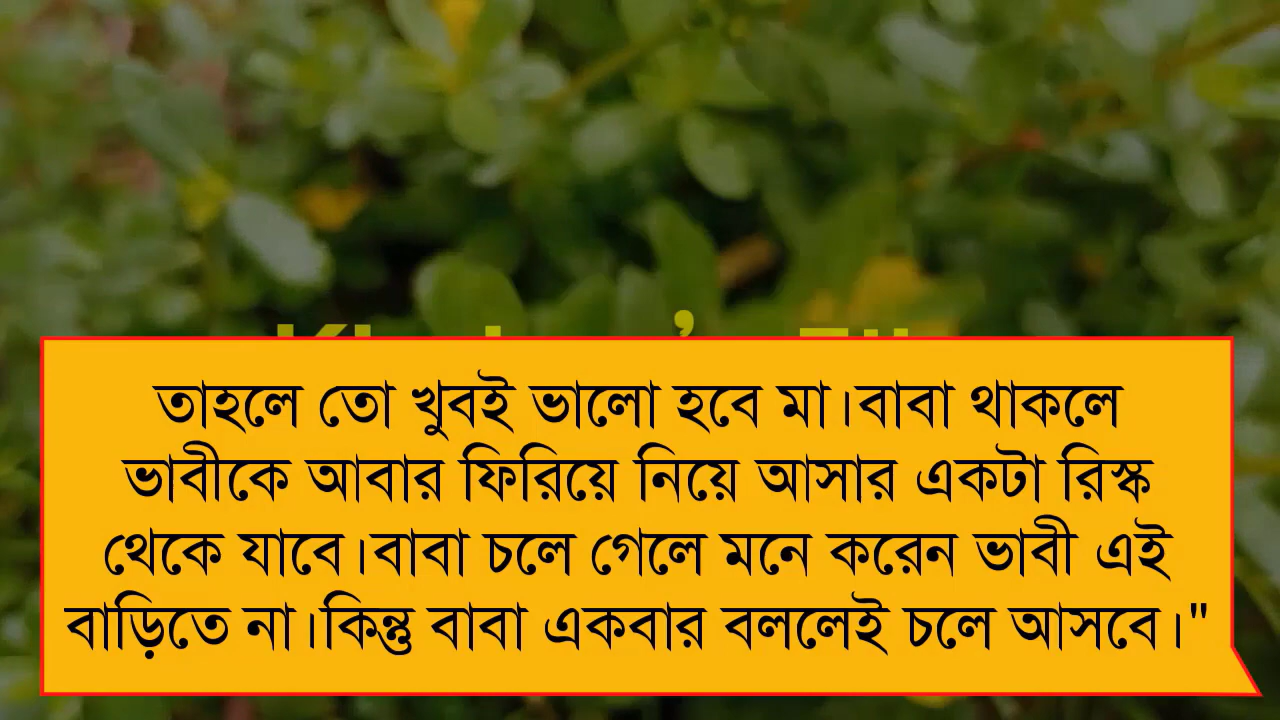 তাহলে তো খুবই ভালো হবে মা।বাবা থাকলে
ভাবীকে আবার ফিরিয়ে নিয়ে আসার একটা রিস্ক
থেকে যাবে।বাবা চলে গেলে মনে করেন ভাবী এই
বাড়িতে না।কিন্তু বাবা একবার বললেই চলে আসবে।"